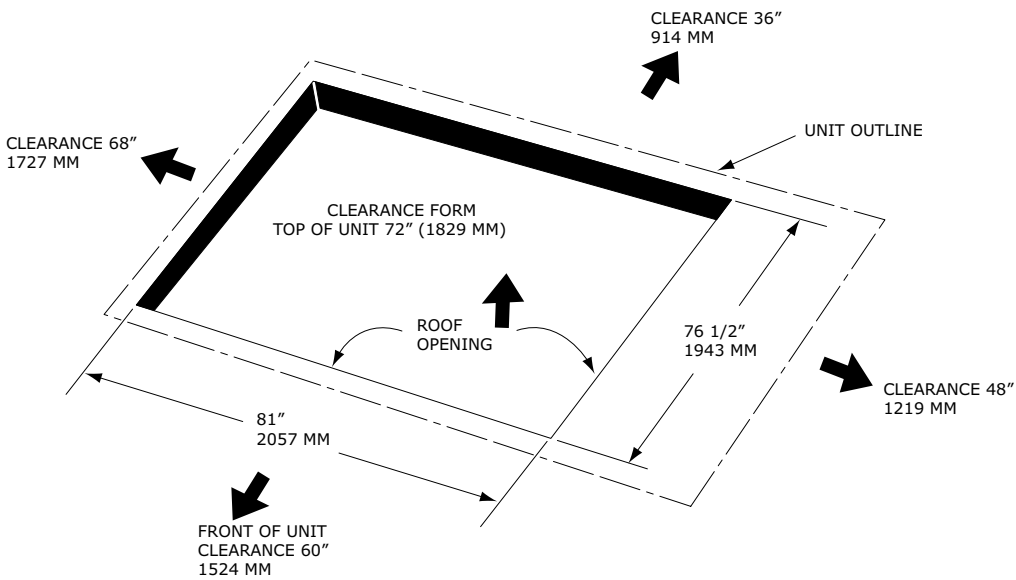 CLEARANCE 36”
914 MM
UNIT OUTLINE
CLEARANCE 68”
1727 MM
CLEARANCE FORM
TOP OF UNIT 72” (1829 MM)
ROOF
OPENING
76 1/2”
1943 MM
CLEARANCE 48”
1219 MM
81”
2057 MM
FRONT OF UNIT
CLEARANCE 60”
1524 MM